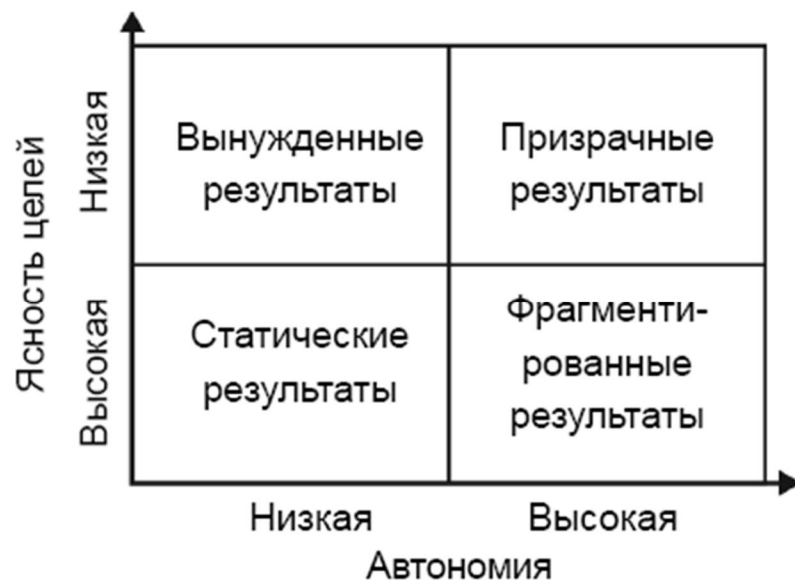 Ясность целей
Низкая
Высокая
Вынужденные
результаты
Призрачные
результаты
Статические
результаты
Фрагменти-
рованные
результаты
Низкая
Высокая
Автономия